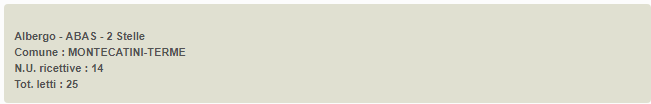 Albergo - ABAS - 2 Stelle
Comune : MONTECATINI-TERME
N.U. ricettive : 14
Tot. letti : 25